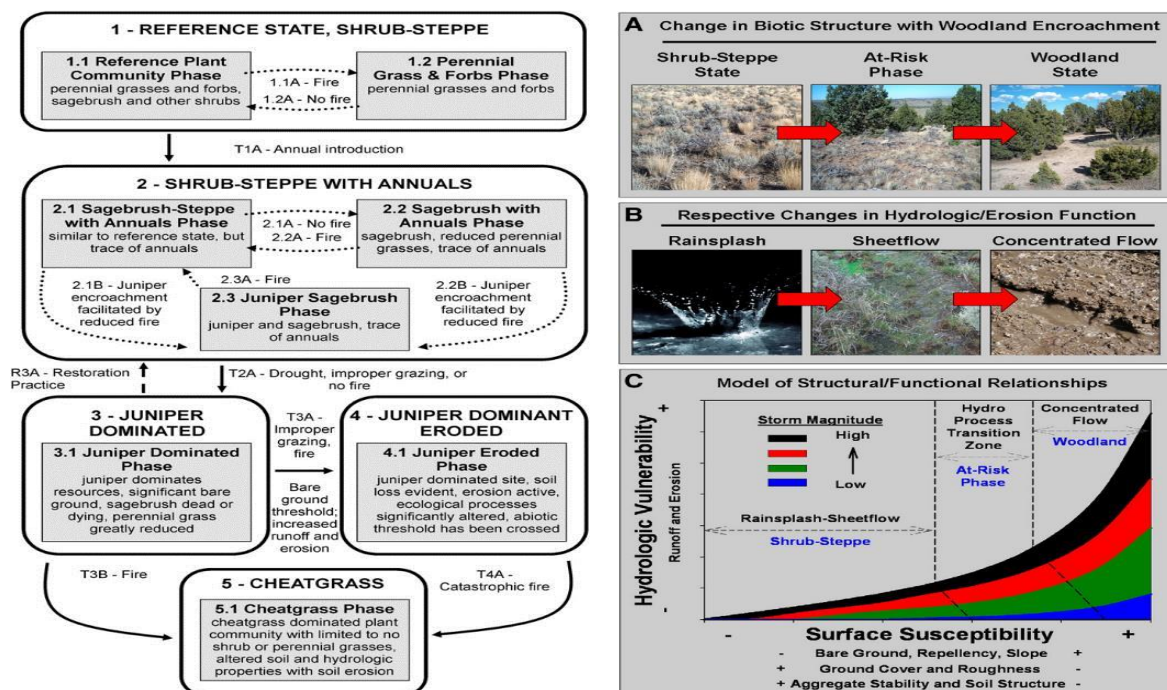 1 - REFERENCE STATE, SHRUB-STEPPE
1.1 Reference Plant
Community Phase
perennial grasses and forbs,
sagebrush and other shrubs
1.1A - Fire
1.2A - No fire
1.2 Perennial
Grass & Forbs Phase
perennial grasses and forbs
T1A - Annual introduction
2 - SHRUB-STEPPE WITH ANNUALS
2.1 Sagebrush-Steppe
with Annuals Phase
similar to reference state, but
trace of annuals
2.1A - No fire
2.2A - Fire
2.2 Sagebrush with
Annuals Phase
sagebrush, reduced perennial
grasses, trace of annuals
2.3A - Fire
2.1B - Juniper
encroachment
facilitated by
reduced fire
2.3 Juniper Sagebrush
Phase
juniper and sagebrush, trace
of annuals
2.2B - Juniper
encroachment
facilitated by
reduced fire
R3A - Restoration
Practice
T2A - Drought, improper grazing, or
no fire
3 - JUNIPER
DOMINATED
3.1 Juniper Dominated
Phase
juniper dominates
resources, significant bare
ground, sagebrush dead or
dying, perennial grass
greatly reduced
T3A -
Improper
grazing,
fire
Bare
ground
threshold;
increased
runoff and
erosion
4 - JUNIPER DOMINANT
ERODED
4.1 Juniper Eroded
Phase
juniper dominated site, soil
loss evident, erosion active,
ecological processes
significantly altered, abiotic
threshold has been crossed
T3B - Fire
T4A -
Catastrophic fire
5 - CHEATGRASS
5.1 Cheatgrass Phase
cheatgrass dominated plant
community with limited to no
shrub or perennial grasses,
altered soil and hydrologic
properties with soil erosion
A Change in Biotic Structure with Woodland Encroachment
Shrub-Steppe
State
At-Risk
Phase
Woodland
State
B Respective Changes in Hydrologic/Erosion Function
Rainsplash
Sheetflow
Concentrated Flow
C Model of Structural/Functional Relationships
Hydrologic Vulnerability
Runoff and Erosion
+
-
Storm Magnitude
High
Low
Rainsplash-Sheetflow
Shrub-Steppe
Hydro
Process
Transition
Zone
At-Risk
Phase
Concentrated
Flow
Woodland
- Surface Susceptibility +
- Bare Ground, Repellency, Slope +
+ Ground Cover and Roughness -
+ Aggregate Stability and Soil Structure -